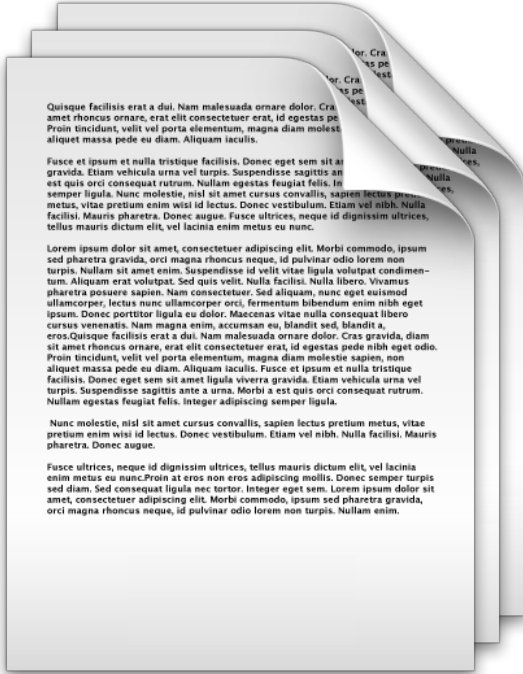 Quisque facilisis erat a dui. Nam malesuada ornare dolor. Cra
amet rhoncus ornare, erat elit consectetuer erat, id egestas pe
Proin tincidunt, velit vel porta elementum, magna diam molest
aliquet massa pede eu diam. Aliquam iaculis.
Fusce et ipsum et nulla tristique facilisis. Donec eget sem sit am
gravida. Etiam vehicula urna vel turpis. Suspendisse sagittis an
est quis orci consequat rutrum. Nullam egestas feugiat felis. In
semper ligula. Nunc molestie, nisl sit amet cursus convallis, sapien lectus pretium
metus, vitae pretium enim wisi id lectus. Donec vestibulum. Etiam vel nibh. Nulla
facilisi. Mauris pharetra. Donec augue. Fusce ultrices, neque id dignissim ultrices,
tellus mauris dictum elit, vel lacinia enim metus eu nunc.
Lorem ipsum dolor sit amet, consectetuer adipiscing elit. Morbi commodo, ipsum
sed pharetra gravida, orci magna rhoncus neque, id pulvinar odio lorem non
turpis. Nullam sit amet enim. Suspendisse id velit vitae ligula volutpat condimen-
tum. Aliquam erat volutpat. Sed quis velit. Nulla facilisi. Nulla libero. Vivamus
pharetra posuere sapien. Nam consectetuer. Sed aliquam, nunc eget euismod
ullamcorper, lectus nunc ullamcorper orci, fermentum bibendum enim nibh eget
ipsum. Donec porttitor ligula eu dolor. Maecenas vitae nulla consequat libero
cursus venenatis. Nam magna enim, accumsan eu, blandit sed, blandit a,
eros.Quisque facilisis erat a dui. Nam malesuada ornare dolor. Cras gravida, diam
sit amet rhoncus ornare, erat elit consectetuer erat, id egestas pede nibh eget odio.
Proin tincidunt, velit vel porta elementum, magna diam molestie sapien, non
aliquet massa pede eu diam. Aliquam iaculis. Fusce et ipsum et nulla tristique
facilisis. Donec eget sem sit amet ligula viverra gravida. Etiam vehicula urna vel
turpis. Suspendisse sagittis ante a urna. Morbi a est quis orci consequat rutrum.
Nullam egestas feugiat felis. Integer adipiscing semper ligula.
Nunc molestie, nisl sit amet cursus convallis, sapien lectus pretium metus, vitae
pretium enim wisi id lectus. Donec vestibulum. Etiam vel nibh. Nulla facilisi. Mauris
pharetra. Donec augue.
Fusce ultrices, neque id dignissim ultrices, tellus mauris dictum elit, vel lacinia
enim metus eu nunc.Proin at eros non eros adipiscing mollis. Donec semper turpis
sed diam. Sed consequat ligula nec tortor. Integer eget sem. Lorem ipsum dolor sit
amet, consectetuer adipiscing elit. Morbi commodo, ipsum sed pharetra gravida,
orci magna rhoncus neque, id pulvinar odio lorem non turpis. Nullam enim.